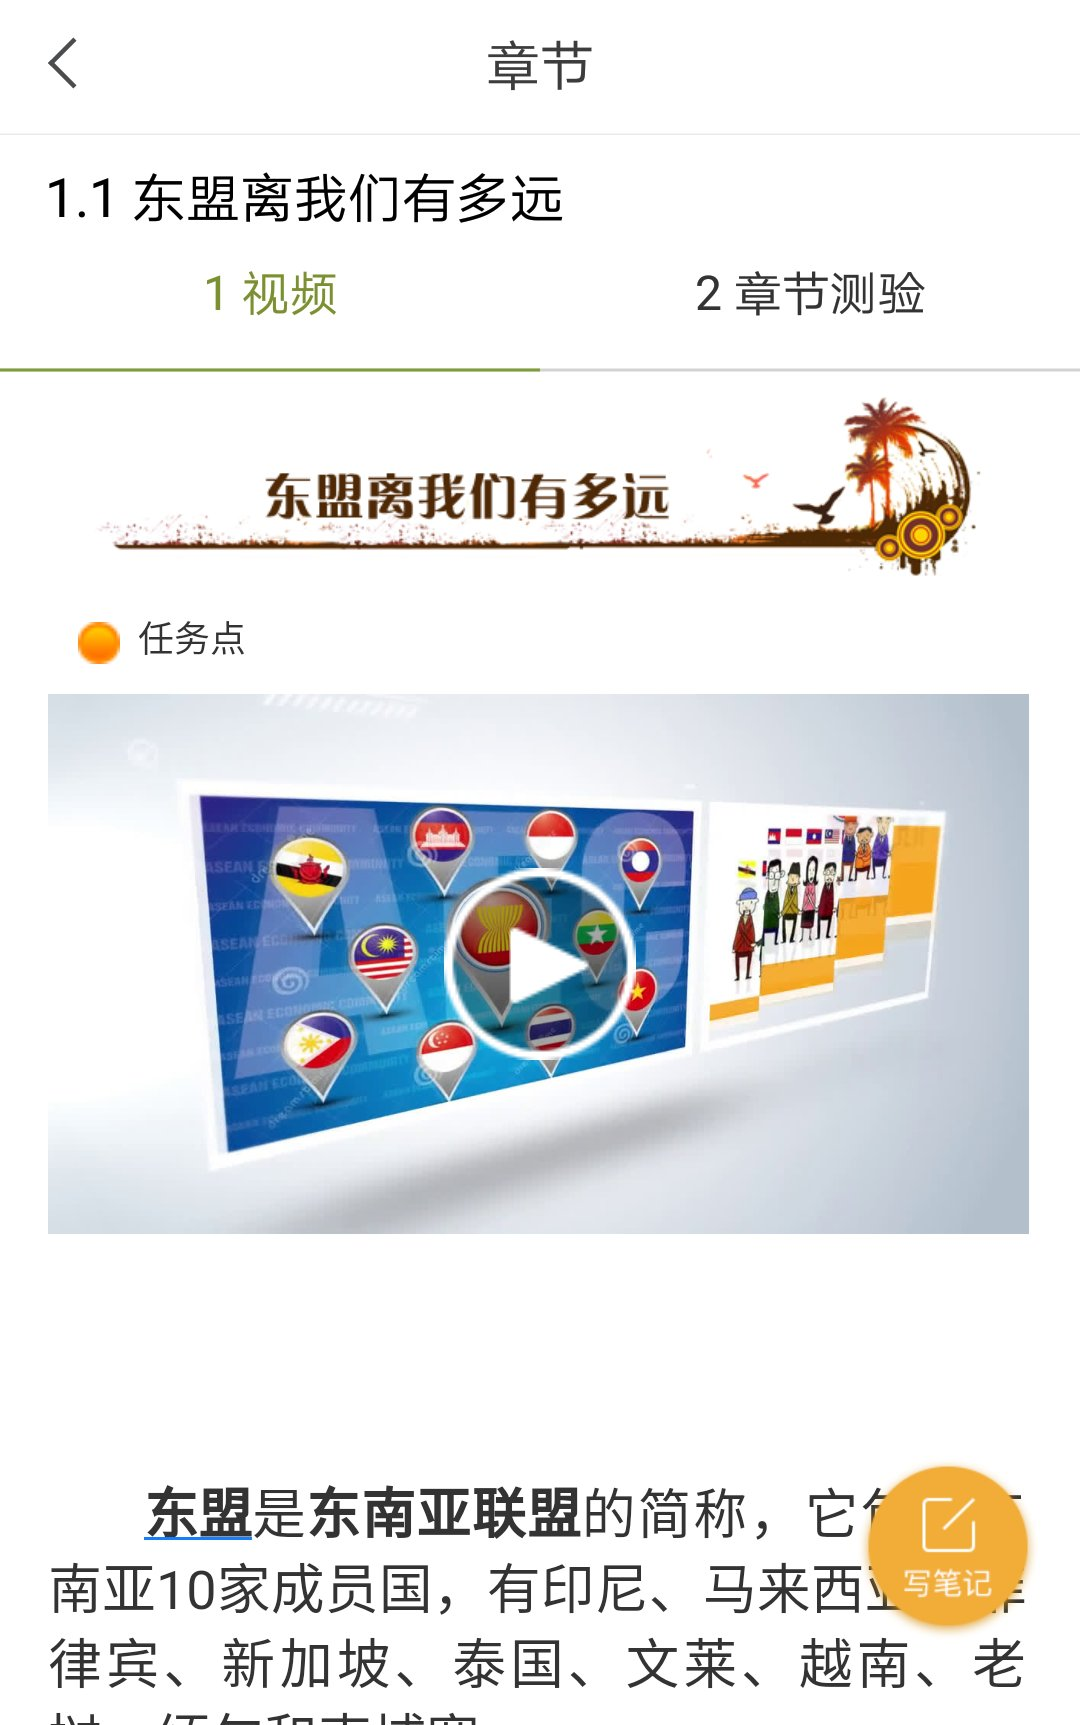 章节
1.1 东盟离我们有多远
1 视频
2 章节测验
东盟离我们有多远
任务点
东盟是东南亚联盟的简称，它
写笔记
南亚10家成员国，有印尼、马来西
律宾、新加坡、泰国、文莱、越南、老